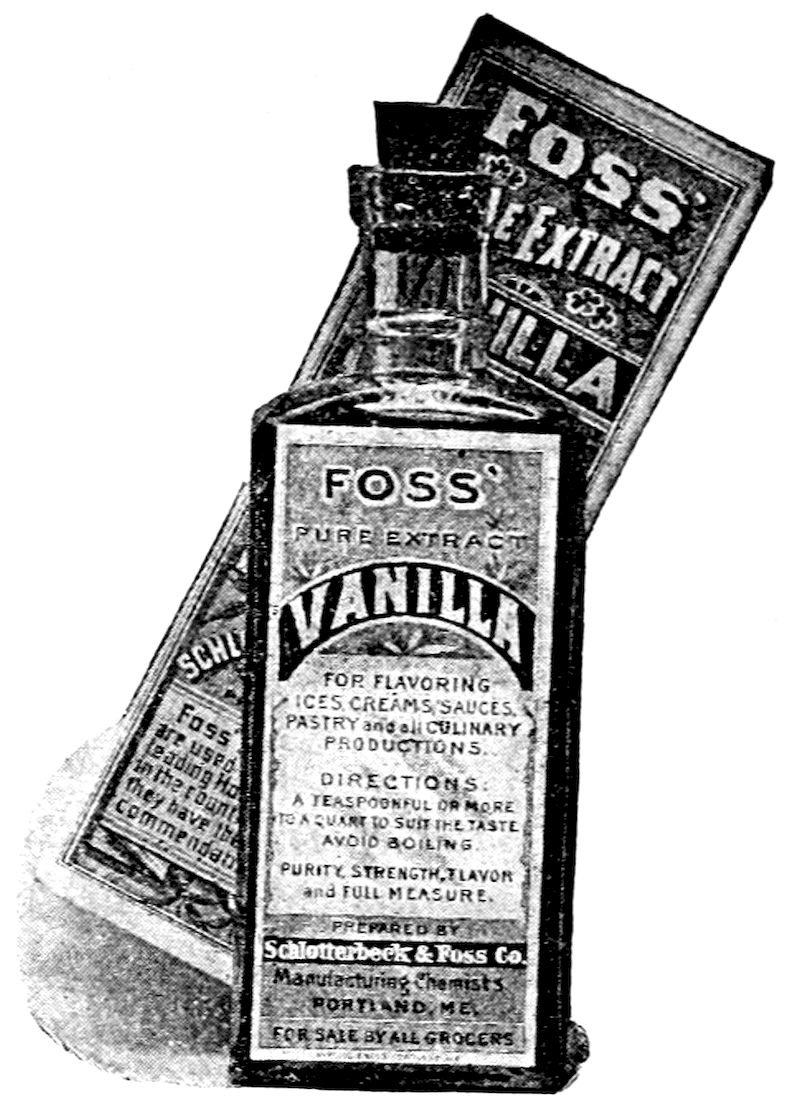 FOSS'
EXTRACT
FOSS'
PURE EXTRACT
VANILLA
FOR FLAVORING
ICES, CREAMS, SAUCES,
PASTRY and all CULINARY
PRODUCTIONS.
DIRECTIONS:
A TEASPOONFUL OR MORE
TO A QUART TO SUIT THE TASTE
AVOID BOILING.
PURITY, STRENGTH, FLAVOR
and FULL MEASURE.
PREPARED BY
Schlotterbeck & Foss Co.
Manufacturing Chemists
PORTLAND, ME.
FOR SALE BY ALL GROCERS
Foss'
are used
leading
in the
they have